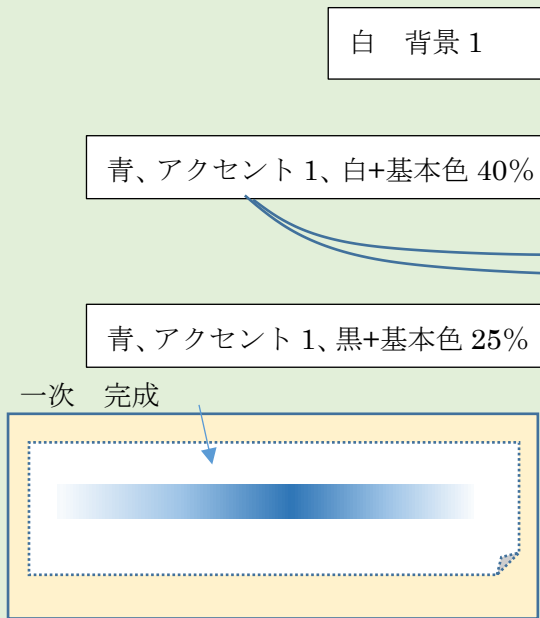 白　背景 1
青、アクセント 1、白+基本色 40%
青、アクセント 1、黒+基本色 25%
一次　完成